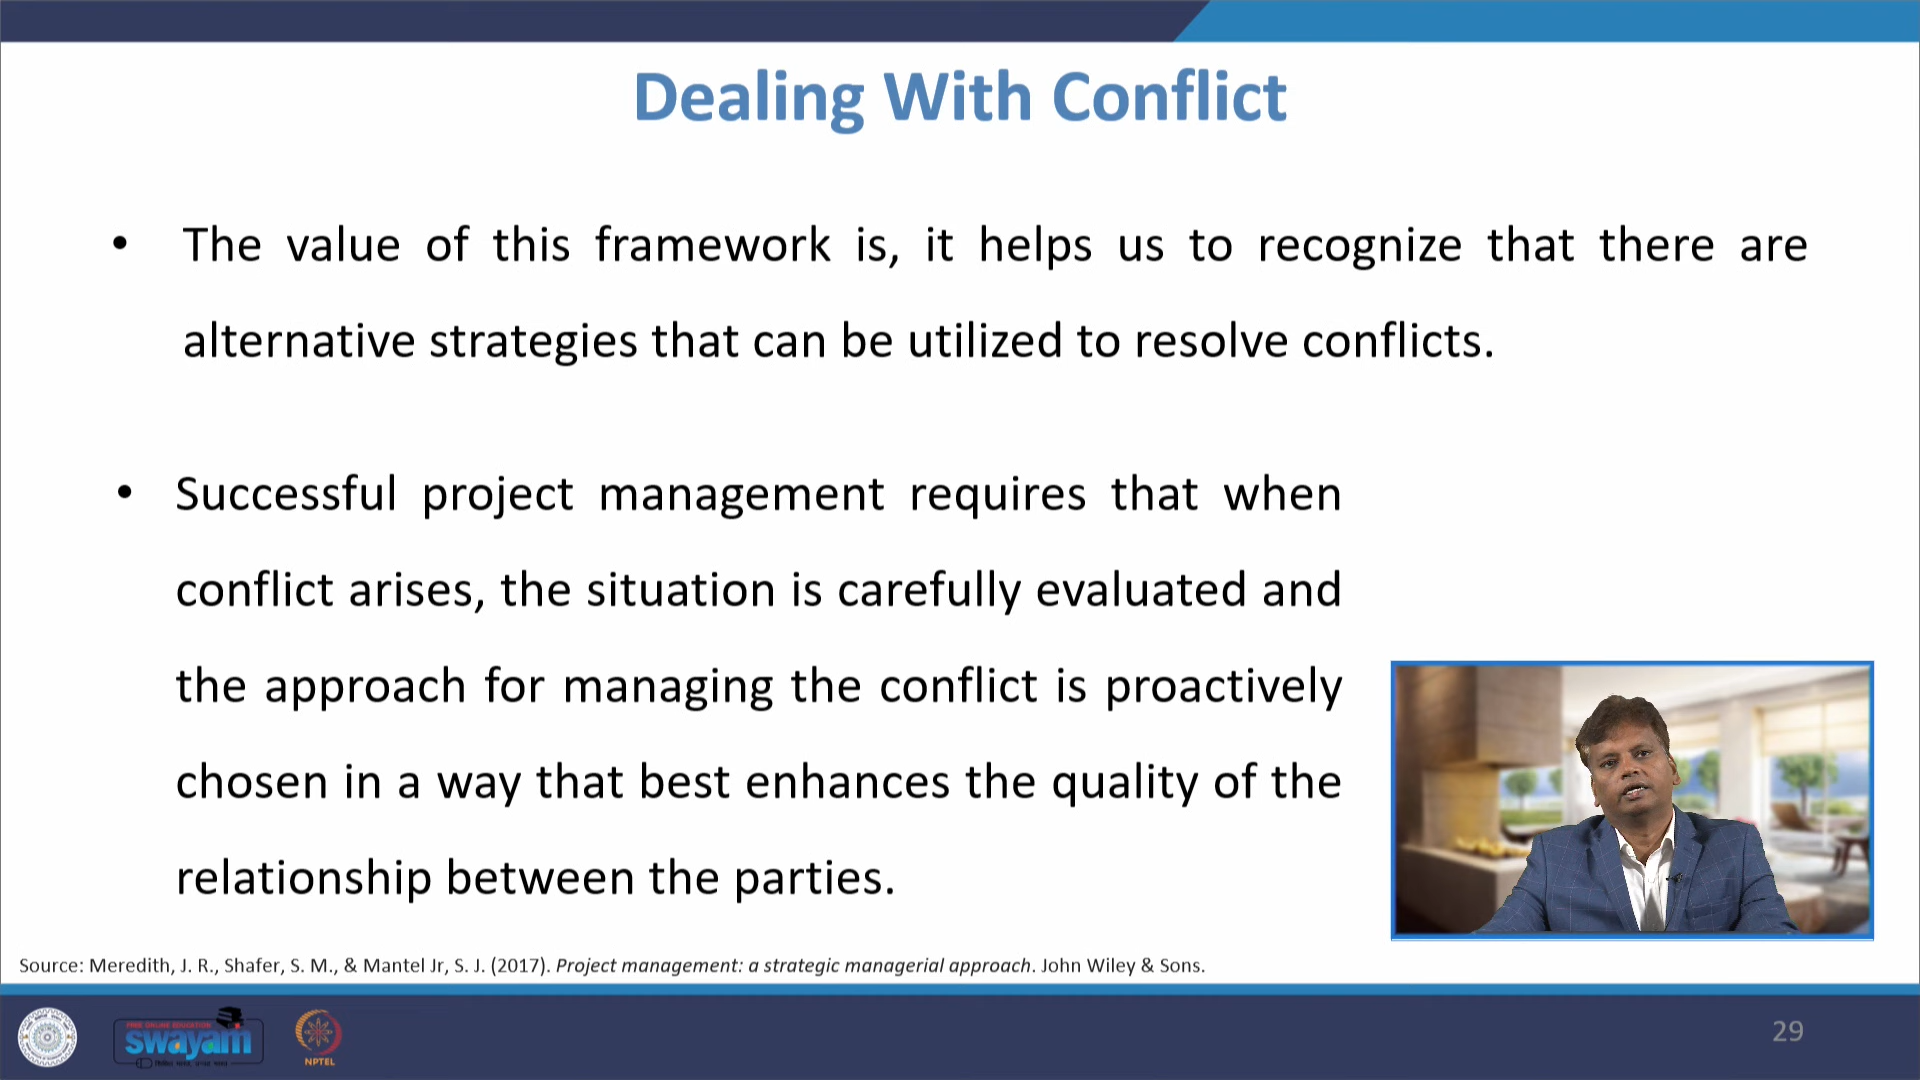 Dealing With Conflict
• The value of this framework is, it helps us to recognize that there are
alternative strategies that can be utilized to resolve conflicts.
• Successful project management requires that when
conflict arises, the situation is carefully evaluated and
the approach for managing the conflict is proactively
chosen in a way that best enhances the quality of the
relationship between the parties.
Source: Meredith, J. R., Shafer, S. M., & Mantel Jr, S. J. (2017). Project management: a strategic managerial approach. John Wiley & Sons.
FREE ONLINE EDUCATION
swayam
NPTEL
29